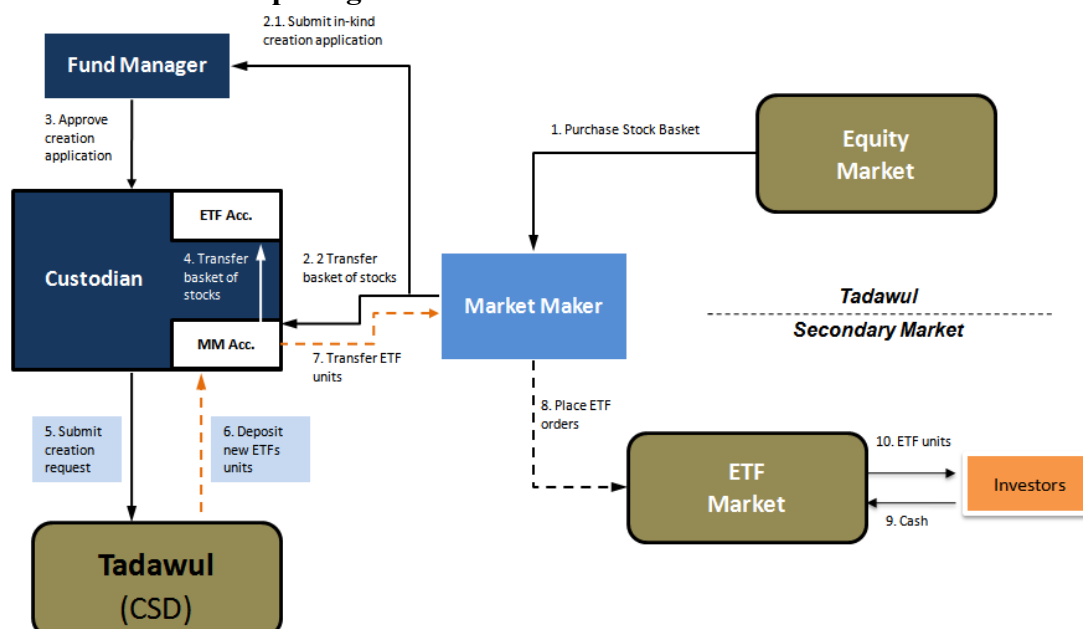 2.1. Submit in-kind
creation application
Fund Manager
3. Approve
creation
application
1. Purchase Stock Basket
Equity
Market
ETF Acc.
Custodian
4. Transfer
basket of
stocks
2. 2 Transfer
basket of stocks
Market Maker
Tadawul
Secondary Market
MM Acc.
7. Transfer ETF
units
8. Place ETF
orders
5. Submit
creation
request
6. Deposit
new ETFs
units
10. ETF units
ETF
Market
Investors
9. Cash
Tadawul
(CSD)